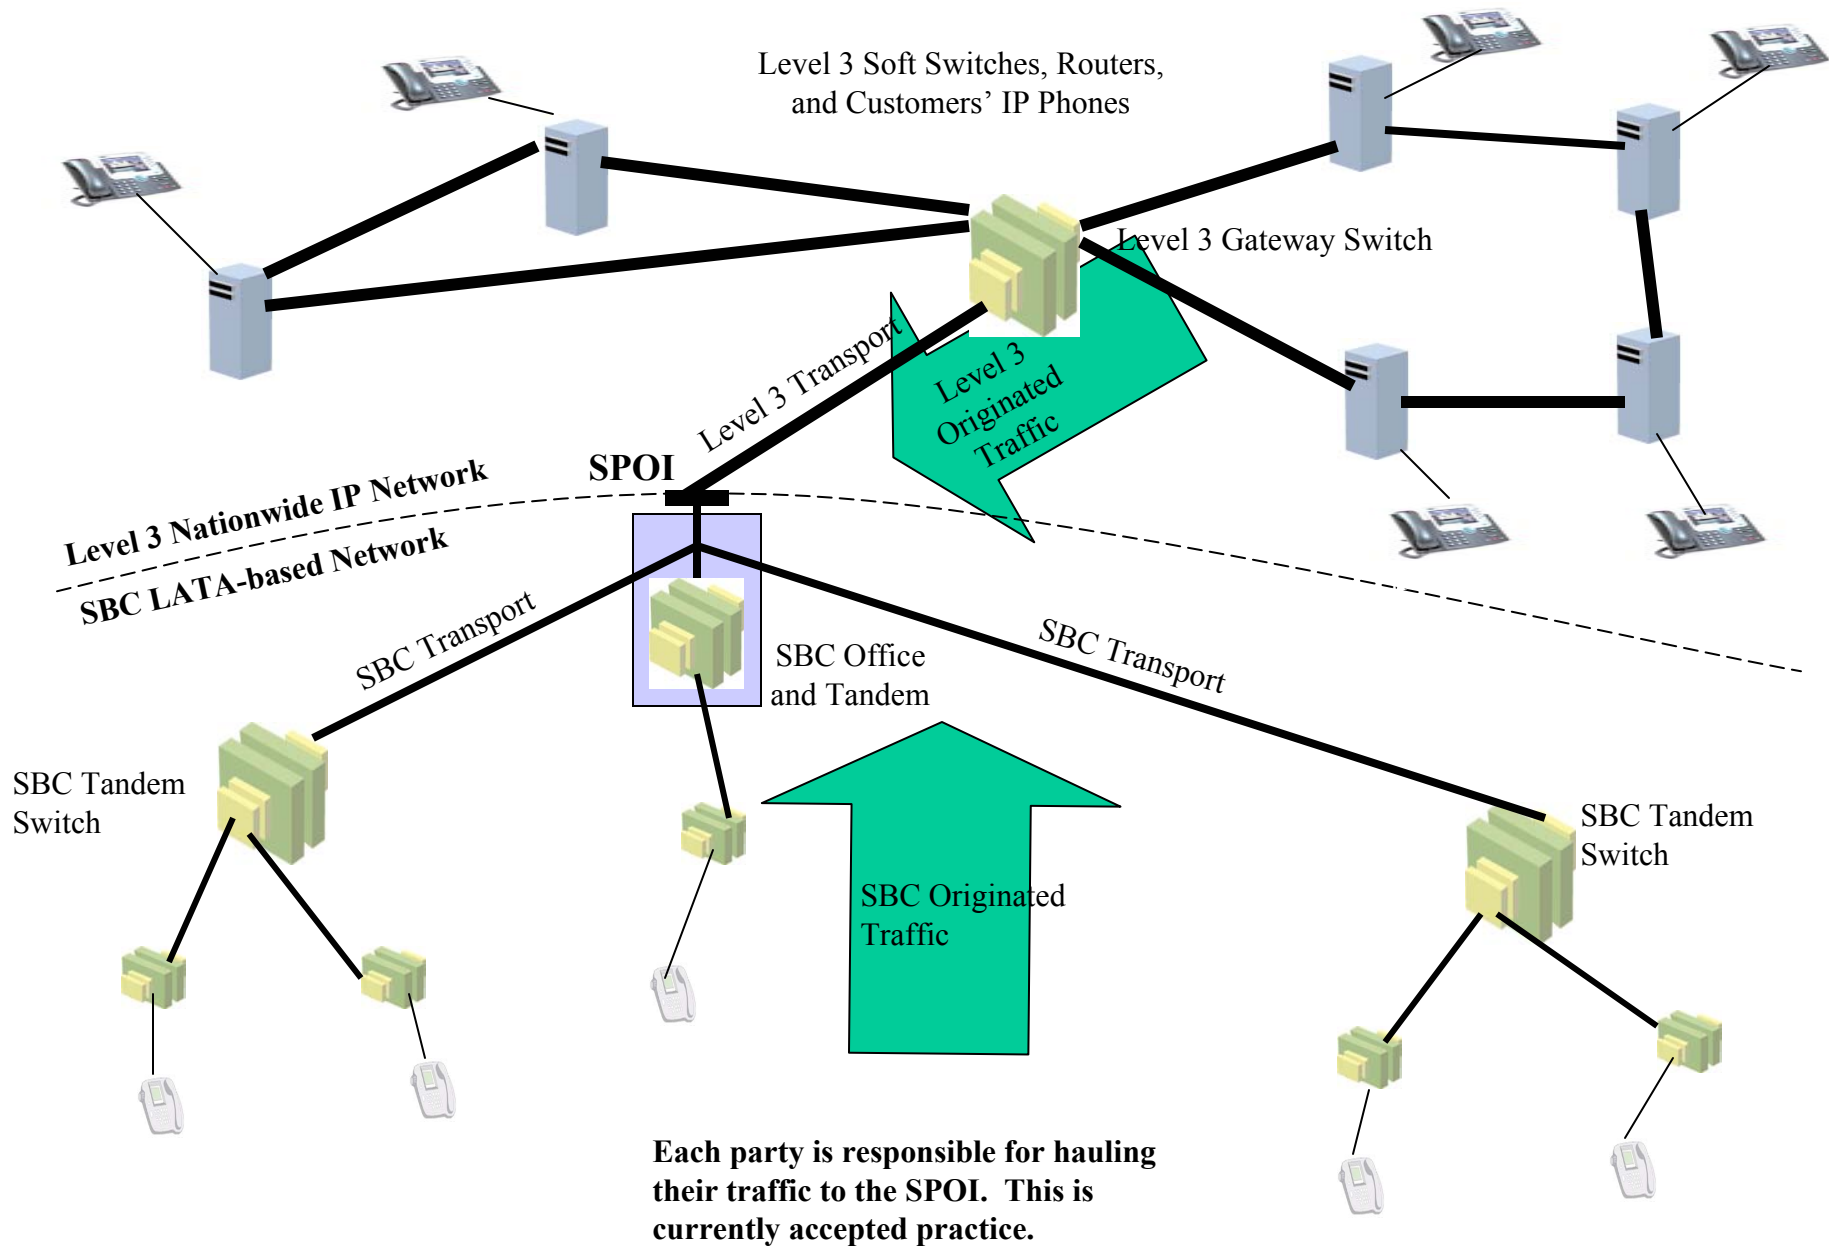 Level 3 Soft Switches, Routers,
and Customers’ IP Phones
Level 3 Gateway Switch
Level 3 Transport
Level 3
Originated
Traffic
SPOI
Level 3 Nationwide IP Network
SBC LATA-based Network
SBC Transport
SBC Office
and Tandem
SBC Transport
SBC Tandem
Switch
SBC Tandem
Switch
SBC Originated
Traffic
Each party is responsible for hauling
their traffic to the SPOI.  This is
currently accepted practice.